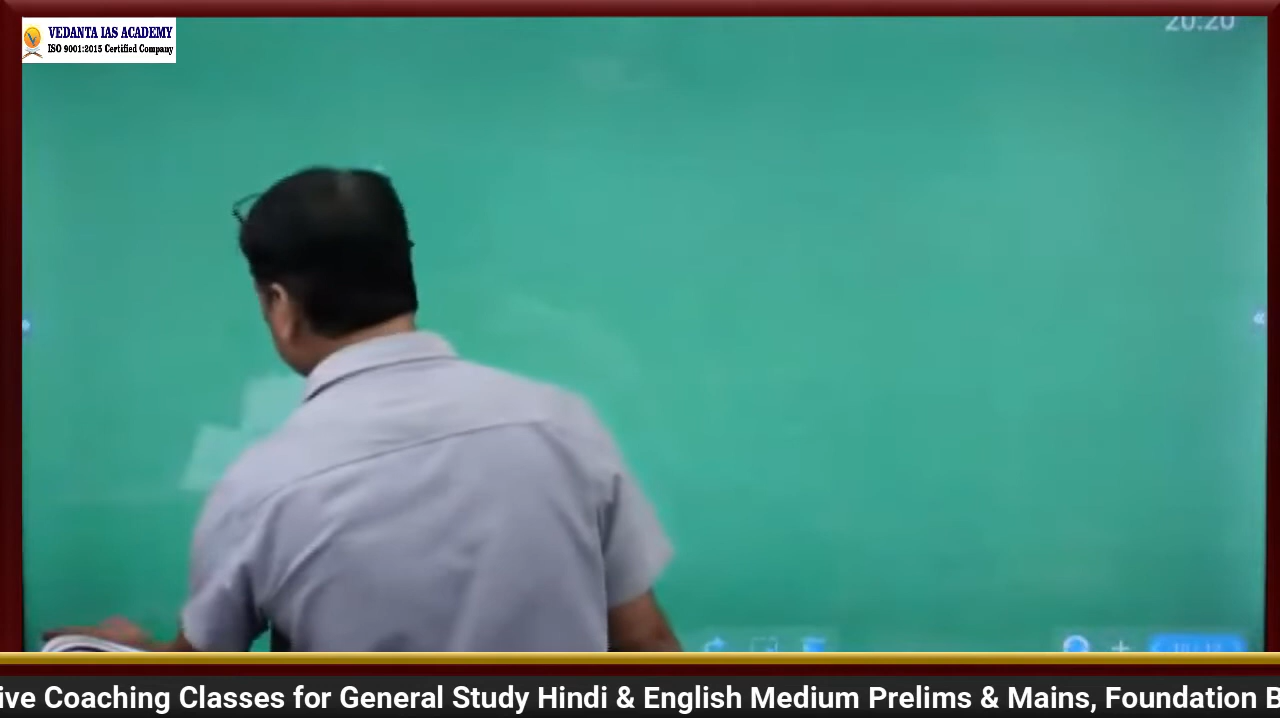 VEDANTA IAS ACADEMY
ISO 9001:2015 Certified Company
20:20
ive Coaching Classes for General Study Hindi & English Medium Prelims & Mains, Foundation B